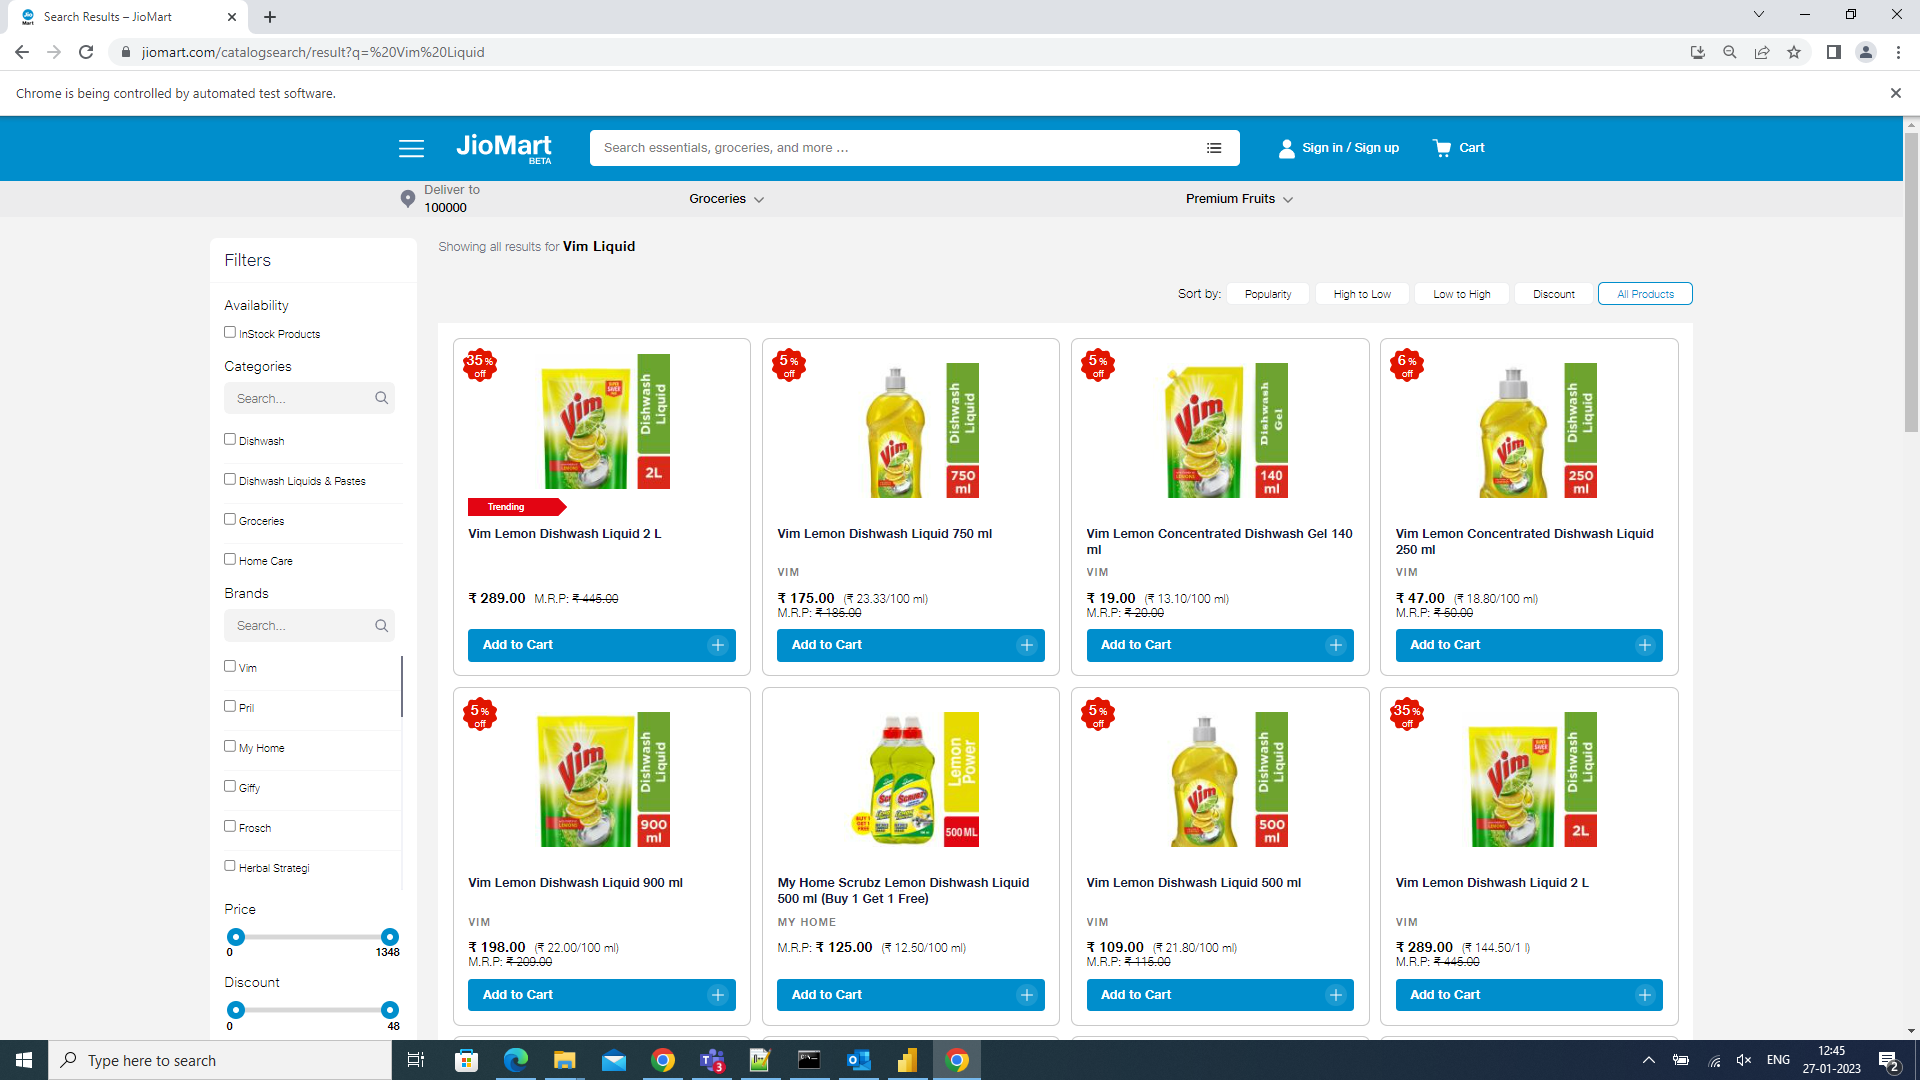 Search Results – JioMart
jiomart.com/catalogsearch/result?q=%20Vim%20Liquid
Chrome is being controlled by automated test software.
JioMart
BETA
Search essentials, groceries, and more ...
Sign in / Sign up
Cart
Deliver to
100000
Groceries
Premium Fruits
Filters
Availability
InStock Products
Categories
Search...
Dishwash
Dishwash Liquids & Pastes
Groceries
Home Care
Brands
Search...
Vim
Pril
My Home
Giffy
Frosch
Herbal Strategi
Price
0
1348
Discount
0
48
Showing all results for Vim Liquid
Sort by:
Popularity
High to Low
Low to High
Discount
All Products
35 %
off
Vim
Dishwash
Liquid
2L
Trending
Vim Lemon Dishwash Liquid 2 L
₹ 289.00 M.R.P: ₹ 445.00
Add to Cart
5 %
off
Vim
Dishwash
Liquid
750
ml
Vim Lemon Dishwash Liquid 750 ml
VIM
₹ 175.00 (₹ 23.33/100 ml)
M.R.P: ₹ 185.00
Add to Cart
5 %
off
Vim
Dishwash
Gel
140
ml
Vim Lemon Concentrated Dishwash Gel 140
ml
VIM
₹ 19.00 (₹ 13.10/100 ml)
M.R.P: ₹ 20.00
Add to Cart
6 %
off
Vim
Dishwash
Liquid
250
ml
Vim Lemon Concentrated Dishwash Liquid
250 ml
VIM
₹ 47.00 (₹ 18.80/100 ml)
M.R.P: ₹ 50.00
Add to Cart
5 %
off
Vim
Dishwash
Liquid
900
ml
Vim Lemon Dishwash Liquid 900 ml
VIM
₹ 198.00 (₹ 22.00/100 ml)
M.R.P: ₹ 209.00
Add to Cart
Lemon
Power
500 ML
My Home Scrubz Lemon Dishwash Liquid
500 ml (Buy 1 Get 1 Free)
MY HOME
M.R.P: ₹ 125.00 (₹ 12.50/100 ml)
Add to Cart
5 %
off
Vim
Dishwash
Liquid
500
ml
Vim Lemon Dishwash Liquid 500 ml
VIM
₹ 109.00 (₹ 21.80/100 ml)
M.R.P: ₹ 115.00
Add to Cart
35 %
off
Vim
Dishwash
Liquid
2L
Vim Lemon Dishwash Liquid 2 L
VIM
₹ 289.00 (₹ 144.50/1 l)
M.R.P: ₹ 445.00
Add to Cart
Type here to search
3
ENG
12:45
27-01-2023
2